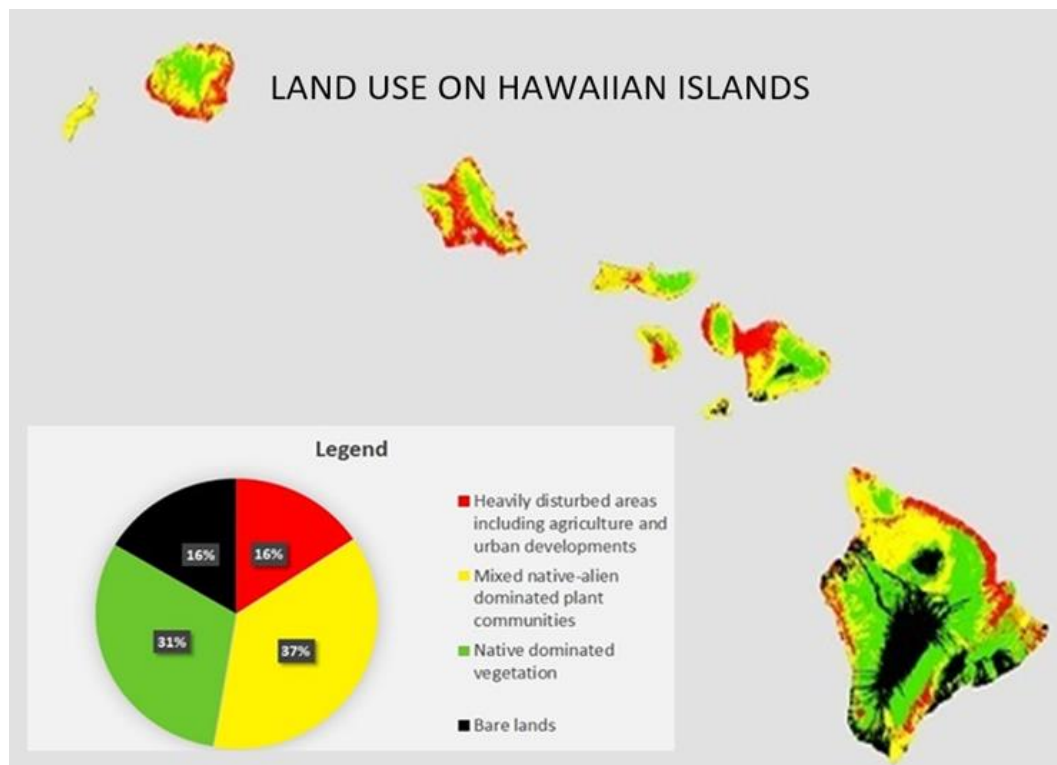 LAND USE ON HAWAIIAN ISLANDS
Legend
16%
16%
31%
37%
Heavily disturbed areas
including agriculture and
urban developments
Mixed native-alien
dominated plant
communities
Native dominated
vegetation
Bare lands